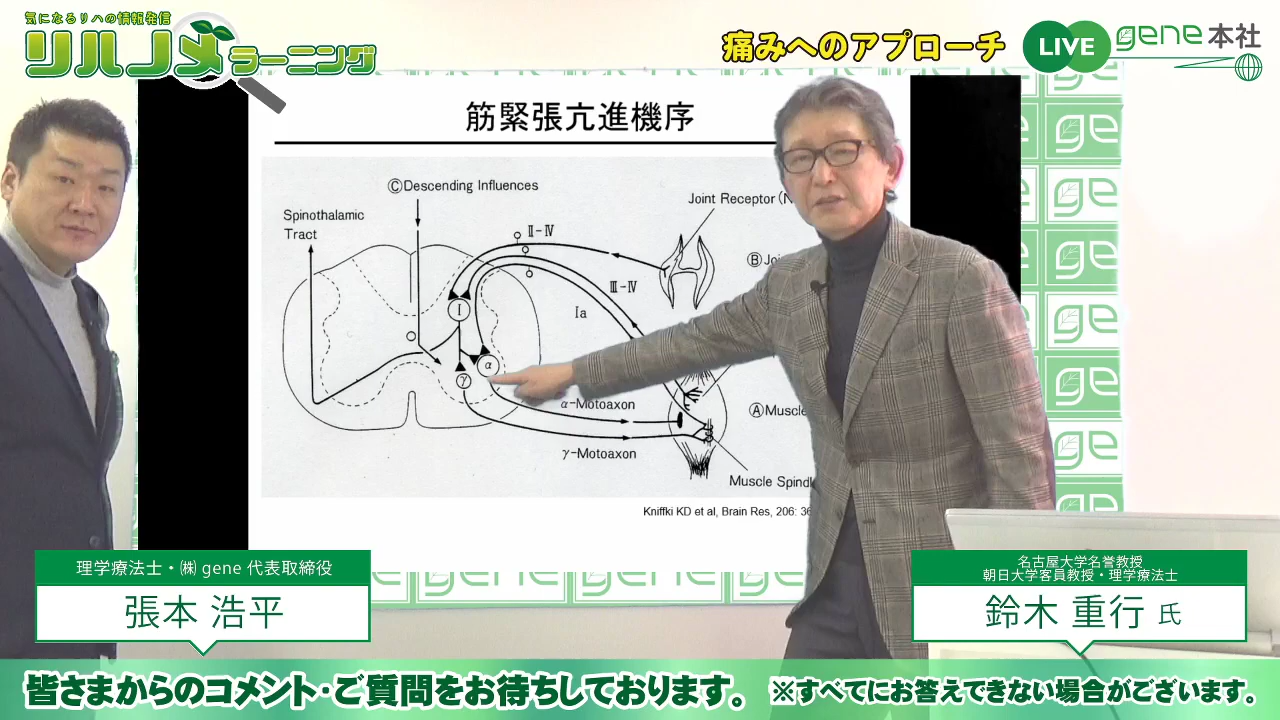 気になるリハの情報発信
リハノメラーニング
痛みへのアプローチ
LIVE
gene本社
筋緊張亢進機序
ⒸDescending Influences
Spinothalamic
Tract
Joint Receptor (N
Ⅱ-Ⅳ
Ⓑ
Ⅲ-Ⅳ
Ia
I
α
γ
α-Motoaxon
ⒶMuscle
γ-Motoaxon
Muscle Spindl
Kniffki KD et al, Brain Res, 206: 36
理学療法士・㈱ gene 代表取締役
張本 浩平
名古屋大学名誉教授
朝日大学客員教授・理学療法士
鈴木 重行 氏
皆さまからのコメント・ご質問をお待ちしております。 ※すべてにお答えできない場合がございます。